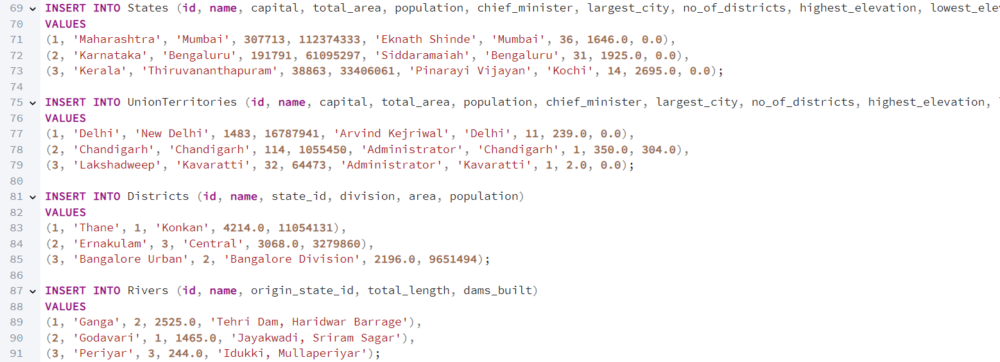 69 INSERT INTO States (id, name, capital, total_area, population, chief_minister, largest_city, no_of_districts, highest_elevation,
70 VALUES
71 (1, 'Maharashtra', 'Mumbai', 307713, 112374333, 'Eknath Shinde', 'Mumbai', 36, 1646.0, 0.0),
72 (2, 'Karnataka', 'Bengaluru', 191791, 61095297, 'Siddaramaiah', 'Bengaluru', 31, 1925.0, 0.0),
73 (3, 'Kerala', 'Thiruvananthapuram', 38863, 33406061, 'Pinarayi Vijayan', 'Kochi', 14, 2695.0, 0.0);
74
75 INSERT INTO UnionTerritories (id, name, capital, total_area, population, chief_minister, largest_city, no_of_districts, highest_elevation,
76 VALUES
77 (1, 'Delhi', 'New Delhi', 1483, 16787941, 'Arvind Kejriwal', 'Delhi', 11, 239.0, 0.0),
78 (2, 'Chandigarh', 'Chandigarh', 114, 1055450, 'Administrator', 'Chandigarh', 1, 350.0, 304.0),
79 (3, 'Lakshadweep', 'Kavaratti', 32, 64473, 'Administrator', 'Kavaratti', 1, 2.0, 0.0);
80
81 INSERT INTO Districts (id, name, state_id, division, area, population)
82 VALUES
83 (1, 'Thane', 1, 'Konkan', 4214.0, 11054131),
84 (2, 'Ernakulam', 3, 'Central', 3068.0, 3279860),
85 (3, 'Bangalore Urban', 2, 'Bangalore Division', 2196.0, 9651494);
86
87 INSERT INTO Rivers (id, name, origin_state_id, total_length, dams_built)
88 VALUES
89 (1, 'Ganga', 2, 2525.0, 'Tehri Dam, Haridwar Barrage'),
90 (2, 'Godavari', 1, 1465.0, 'Jayakwadi, Sriram Sagar'),
91 (3, 'Periyar', 3, 244.0, 'Idukki, Mullaperiyar');